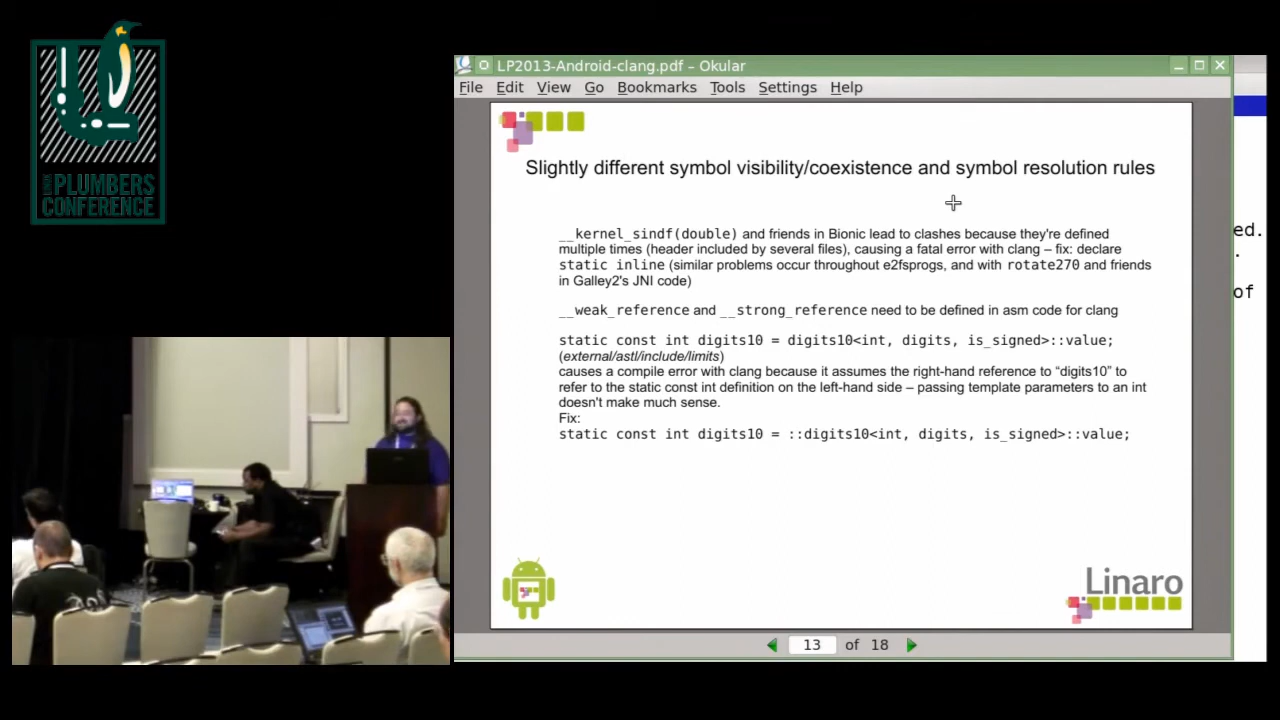 LINUX
PLUMBERS
CONFERENCE
LP2013-Android-clang.pdf – Okular
File Edit View Go Bookmarks Tools Settings Help
Slightly different symbol visibility/coexistence and symbol resolution rules
__kernel_sindf(double) and friends in Bionic lead to clashes because they're defined
multiple times (header included by several files), causing a fatal error with clang – fix: declare
static inline (similar problems occur throughout e2fsprogs, and with rotate270 and friends
in Galley2's JNI code)
__weak_reference and __strong_reference need to be defined in asm code for clang
static const int digits10 = digits10<int, digits, is_signed>::value;
(external/astl/include/limits)
causes a compile error with clang because it assumes the right-hand reference to “digits10” to
refer to the static const int definition on the left-hand side – passing template parameters to an int
doesn't make much sense.
Fix:
static const int digits10 = ::digits10<int, digits, is_signed>::value;
Linaro
13 of 18
ed.
.
of